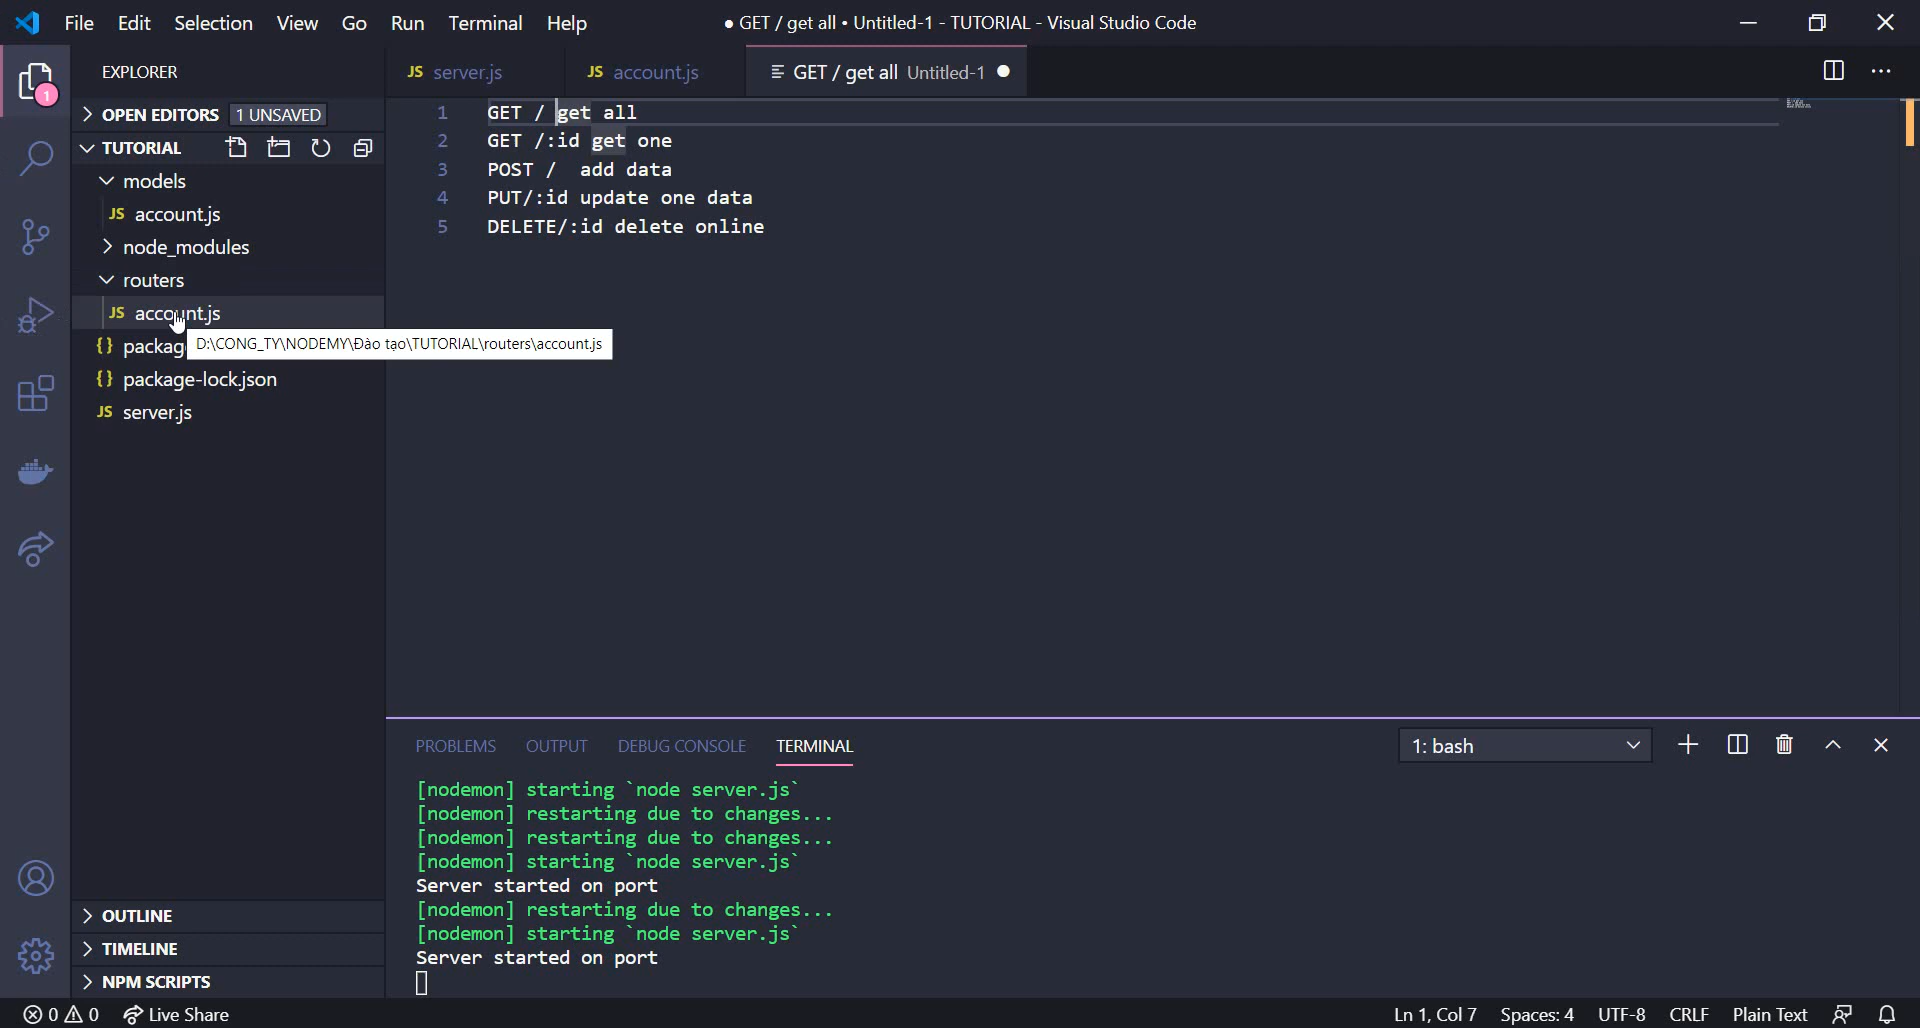 File Edit Selection View Go Run Terminal Help
● GET / get all • Untitled-1 - TUTORIAL - Visual Studio Code
EXPLORER
1
OPEN EDITORS 1 UNSAVED
TUTORIAL
models
JS account.js
node_modules
routers
JS account.js
D:\CONG_TY\NODEMY\Đào tạo\TUTORIAL\routers\account.js
{} packag
{} package-lock.json
JS server.js
OUTLINE
TIMELINE
NPM SCRIPTS
JS server.js
JS account.js
GET / get all Untitled-1
1 GET / get all
2 GET /:id get one
3 POST / add data
4 PUT/:id update one data
5 DELETE/:id delete online
PROBLEMS OUTPUT DEBUG CONSOLE TERMINAL
1: bash
[nodemon] starting `node server.js`
[nodemon] restarting due to changes...
[nodemon] restarting due to changes...
[nodemon] starting `node server.js`
Server started on port
[nodemon] restarting due to changes...
[nodemon] starting `node server.js`
Server started on port
0 0 Live Share
Ln 1, Col 7 Spaces: 4 UTF-8 CRLF Plain Text